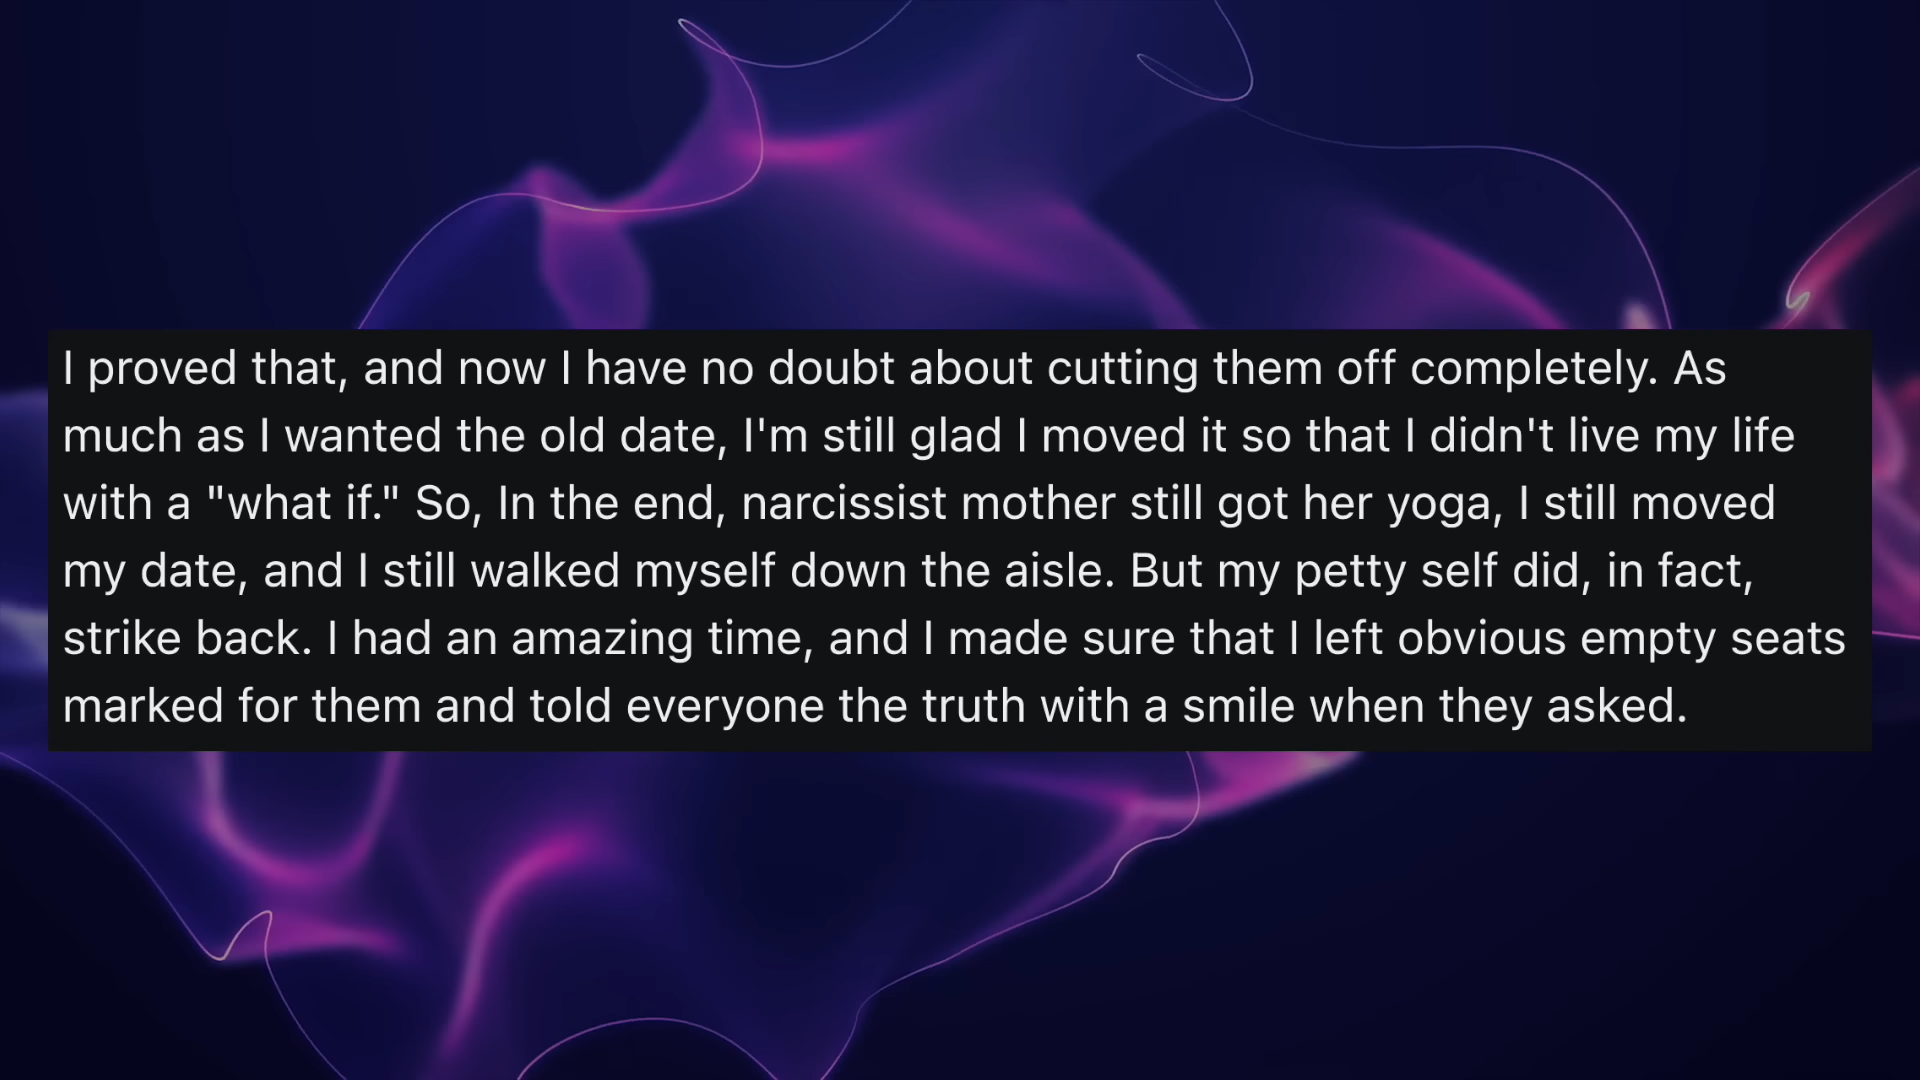 I proved that, and now I have no doubt about cutting them off completely. As
much as I wanted the old date, I'm still glad I moved it so that I didn't live my life
with a "what if." So, In the end, narcissist mother still got her yoga, I still moved
my date, and I still walked myself down the aisle. But my petty self did, in fact,
strike back. I had an amazing time, and I made sure that I left obvious empty seats
marked for them and told everyone the truth with a smile when they asked.